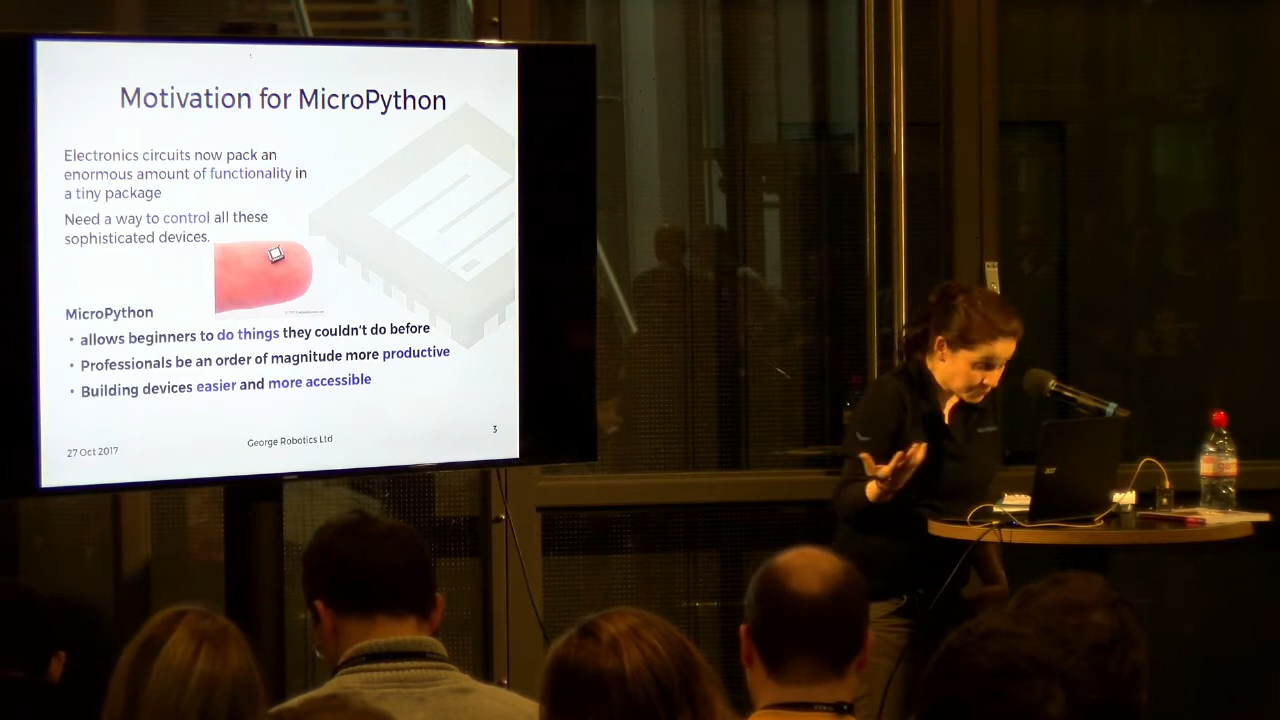 Motivation for MicroPython
Electronics circuits now pack an
enormous amount of functionality in
a tiny package
Need a way to control all these
sophisticated devices.
MicroPython
• allows beginners to do things they couldn't do before
• Professionals be an order of magnitude more productive
• Building devices easier and more accessible
27 Oct 2017
George Robotics Ltd
3
acer